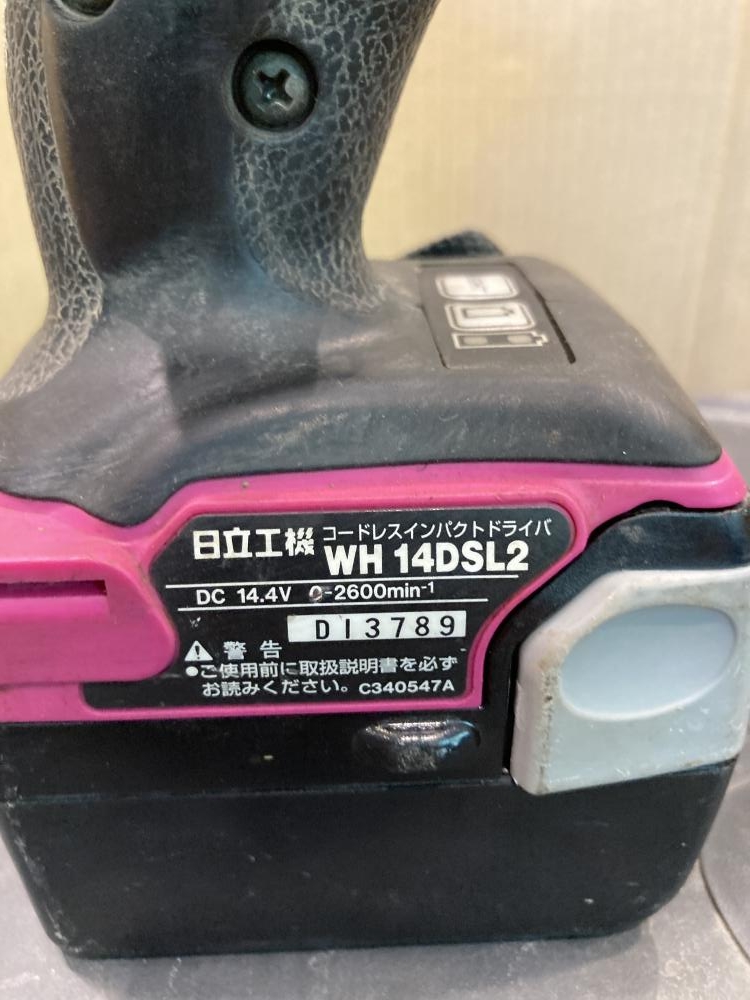 日立工機 コードレスインパクトドライバ
WH 14DSL2
DC 14.4V 0-2600min⁻¹
DI3789
⚠警告
●ご使用前に取扱説明書を必ず
お読みください。C340547A